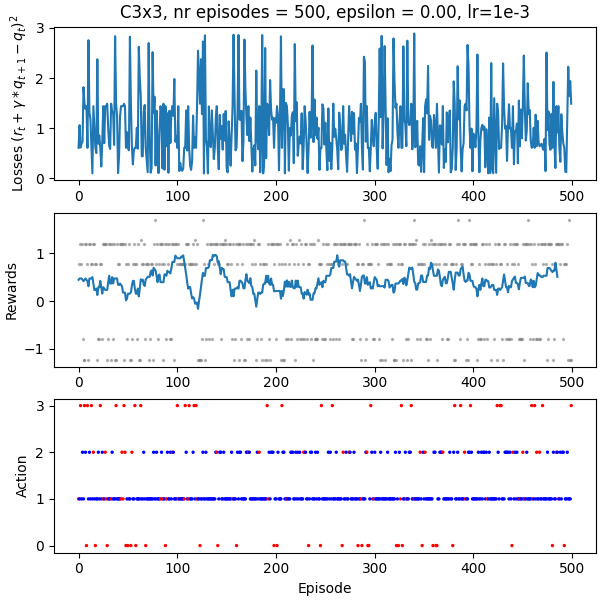 C3x3, nr episodes = 500, epsilon = 0.00, lr=1e-3
Losses (r_t + γ * q_{t+1} − q_t)^2
3
2
1
0
0 100 200 300 400 500
Rewards
1
0
−1
0 100 200 300 400 500
Action
3
2
1
0
0 100 200 300 400 500
Episode